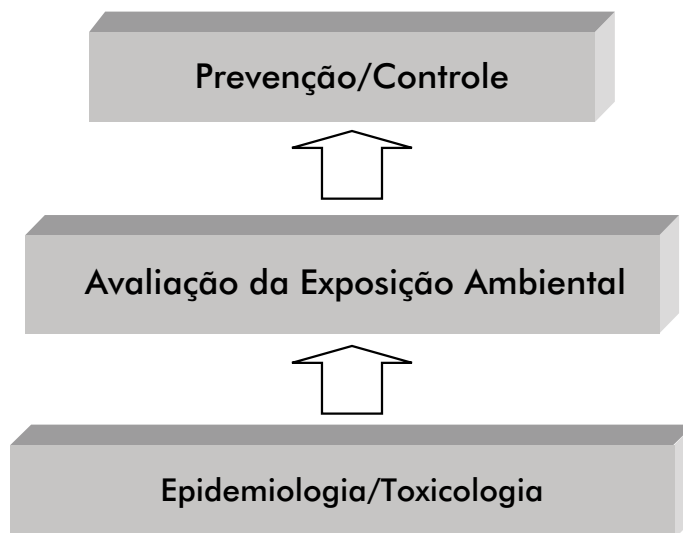 Prevenção/Controle
Avaliação da Exposição Ambiental
Epidemiologia/Toxicologia